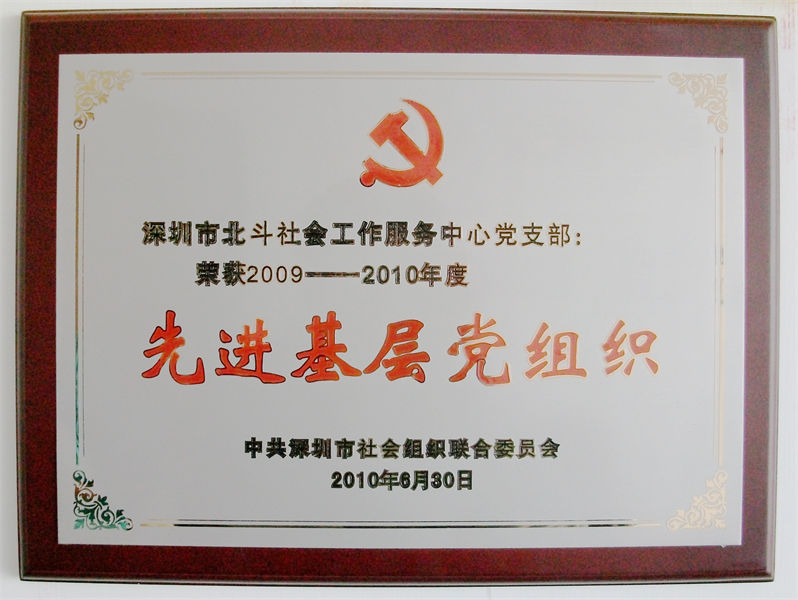 深圳市北斗社会工作服务中心党支部：
荣获2009——2010年度
先进基层党组织
中共深圳市社会组织联合委员会
2010年6月30日